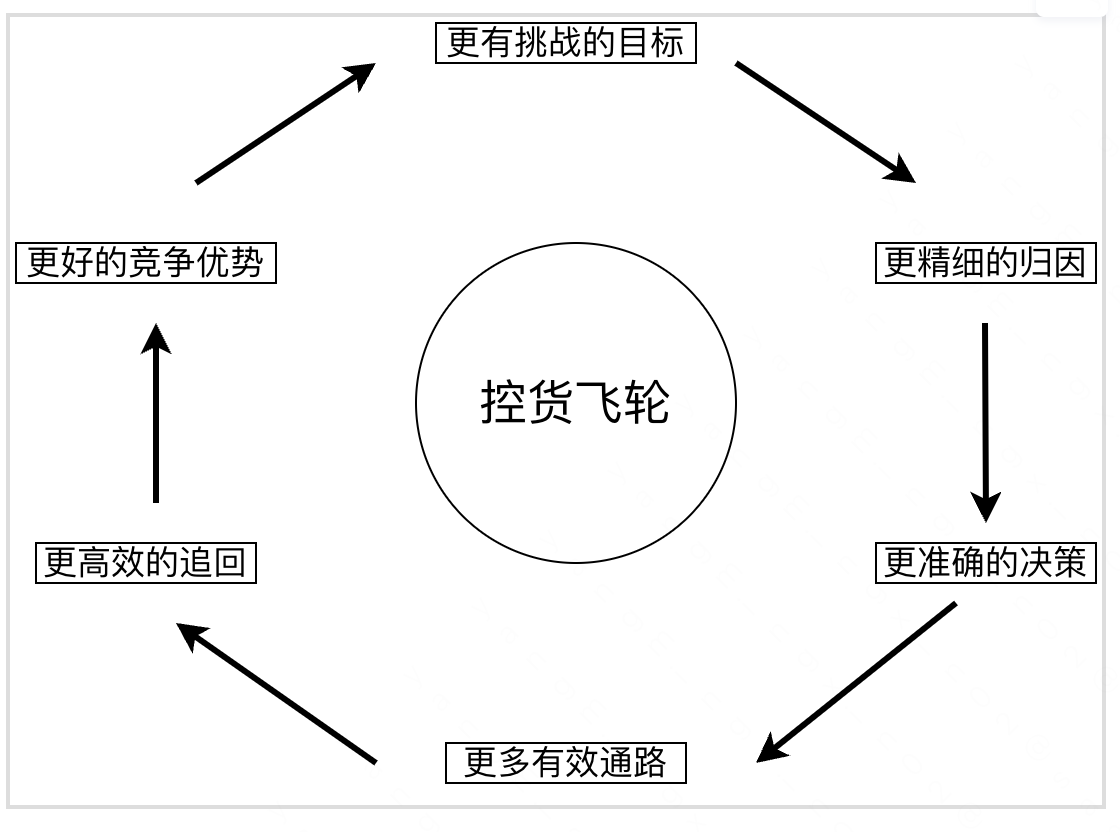 更有挑战的目标
更好的竞争优势
更精细的归因
控货飞轮
更高效的追回
更准确的决策
更多有效通路